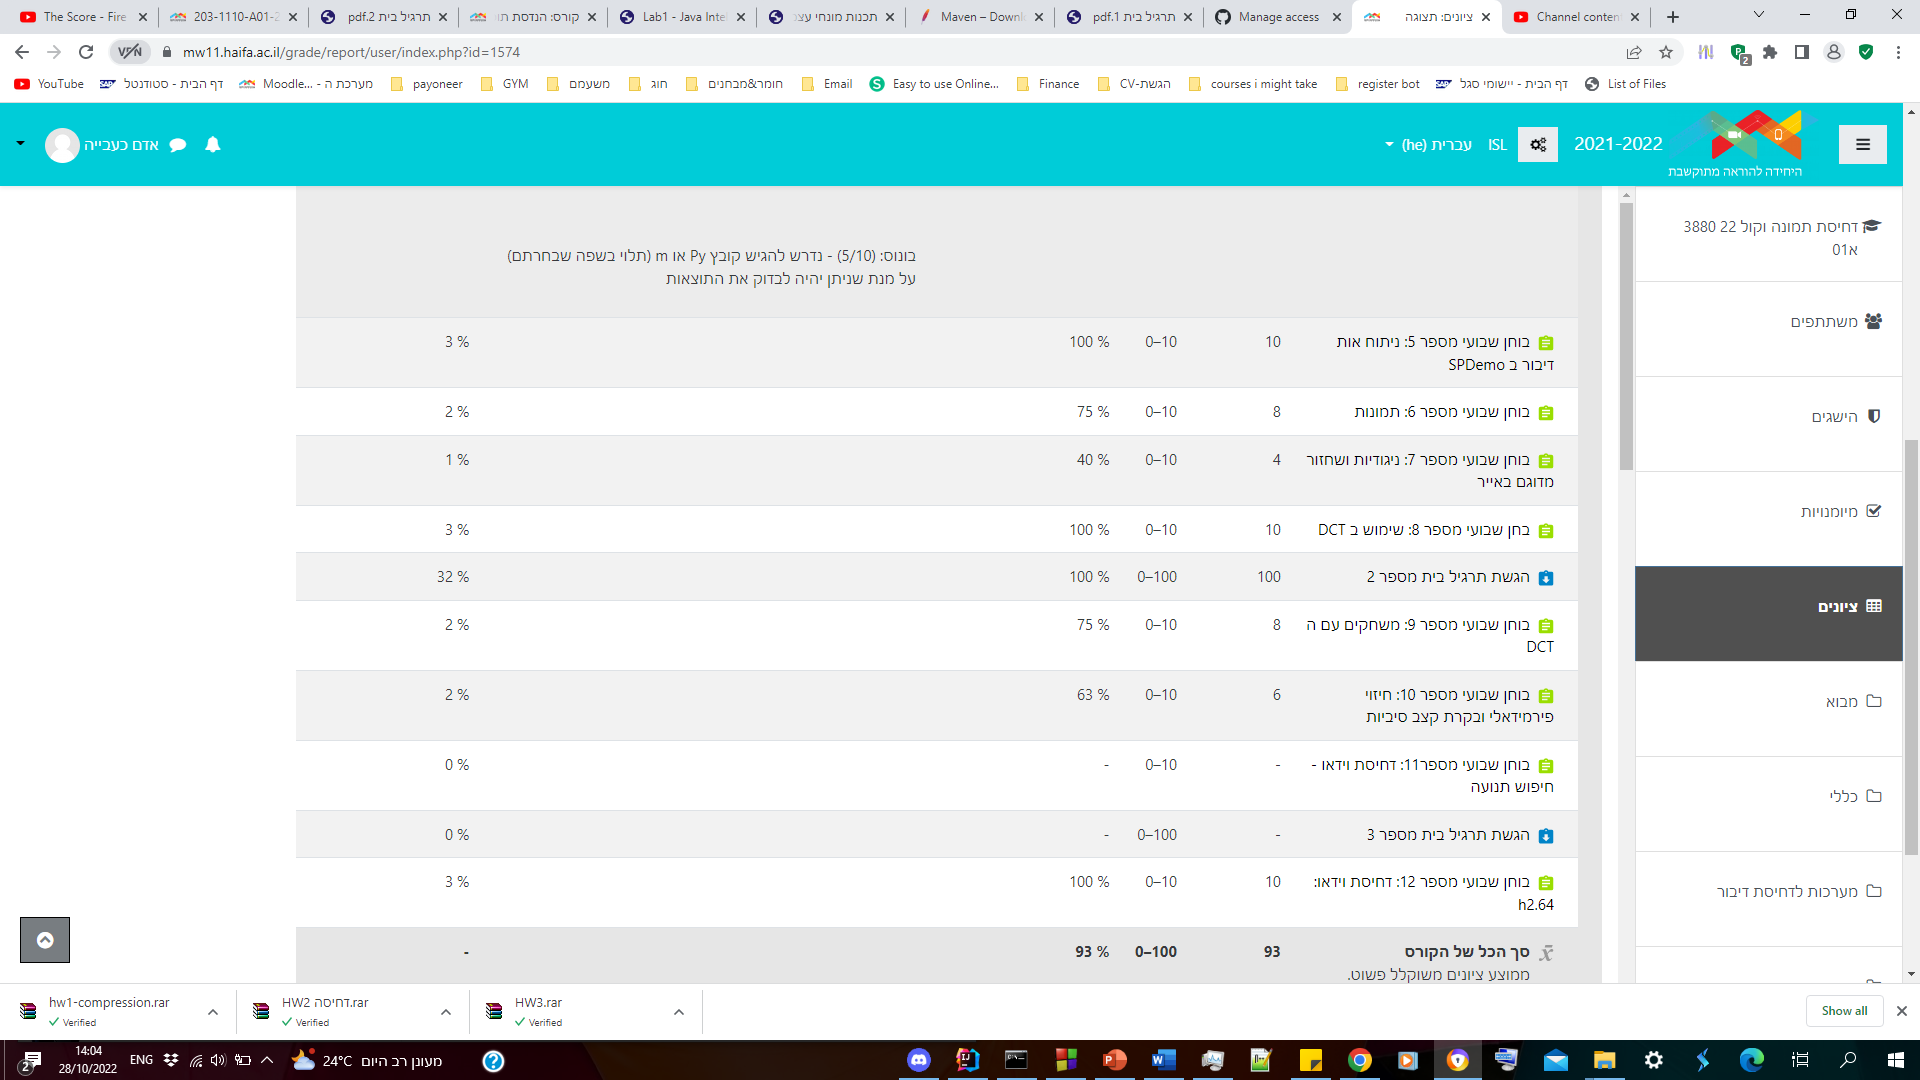 The Score - Fire
203-1110-A01-2
תרגיל בית 2.pdf
קורס: הנדסת תו
Lab1 - Java Inte
תכנות מונחי עצמ
Maven – Downl
תרגיל בית 1.pdf
Manage access
ציונים: תצוגה
Channel conten
VPN
mw11.haifa.ac.il/grade/report/user/index.php?id=1574
2
YouTube
דף הבית - סטודנטל
מערכת ה - ...Moodle
payoneer
GYM
משעמם
חוג
חומר&מבחנים
Email
Easy to use Online...
Finance
CV-הגשת
courses i might take
register bot
דף הבית - יישומי סגל
List of Files
היחידה להוראה מתוקשבת
2021-2022
ISL
עברית ‎(he)‎
אדם כעבייה
דחיסת תמונה וקול 22 3880
א01
משתתפים
הישגים
מיומנויות
ציונים
מבוא
כללי
מערכות לדחיסת דיבור
בונוס: (5/10) - נדרש להגיש קובץ Py או m (תלוי בשפה שבחרתם)
על מנת שניתן יהיה לבדוק את התוצאות
בוחן שבועי מספר 5: ניתוח אות 10 0–10 100 % 3 %
דיבור ב SPDemo
בוחן שבועי מספר 6: תמונות 8 0–10 75 % 2 %
בוחן שבועי מספר 7: ניגודיות ושחזור 4 0–10 40 % 1 %
מדוגם באייר
בחן שבועי מספר 8: שימוש ב DCT 10 0–10 100 % 3 %
הגשת תרגיל בית מספר 2 100 0–100 100 % 32 %
בוחן שבועי מספר 9: משחקים עם ה 8 0–10 75 % 2 %
DCT
בוחן שבועי מספר 10: חיזוי 6 0–10 63 % 2 %
פירמידאלי ובקרת קצב סיביות
בוחן שבועי מספר11: דחיסת וידאו - - 0–10 - 0 %
חיפוש תנועה
הגשת תרגיל בית מספר 3 - 0–100 - 0 %
בוחן שבועי מספר 12: דחיסת וידאו: 10 0–10 100 % 3 %
h2.64
סך הכל של הקורס 93 0–100 93 % -
ממוצע ציונים משוקלל פשוט.
hw1-compression.rar
Verified
HW2 דחיסה.rar
Verified
HW3.rar
Verified
Show all
2
14:04
28/10/2022
ENG
24°C
מעונן רב היום